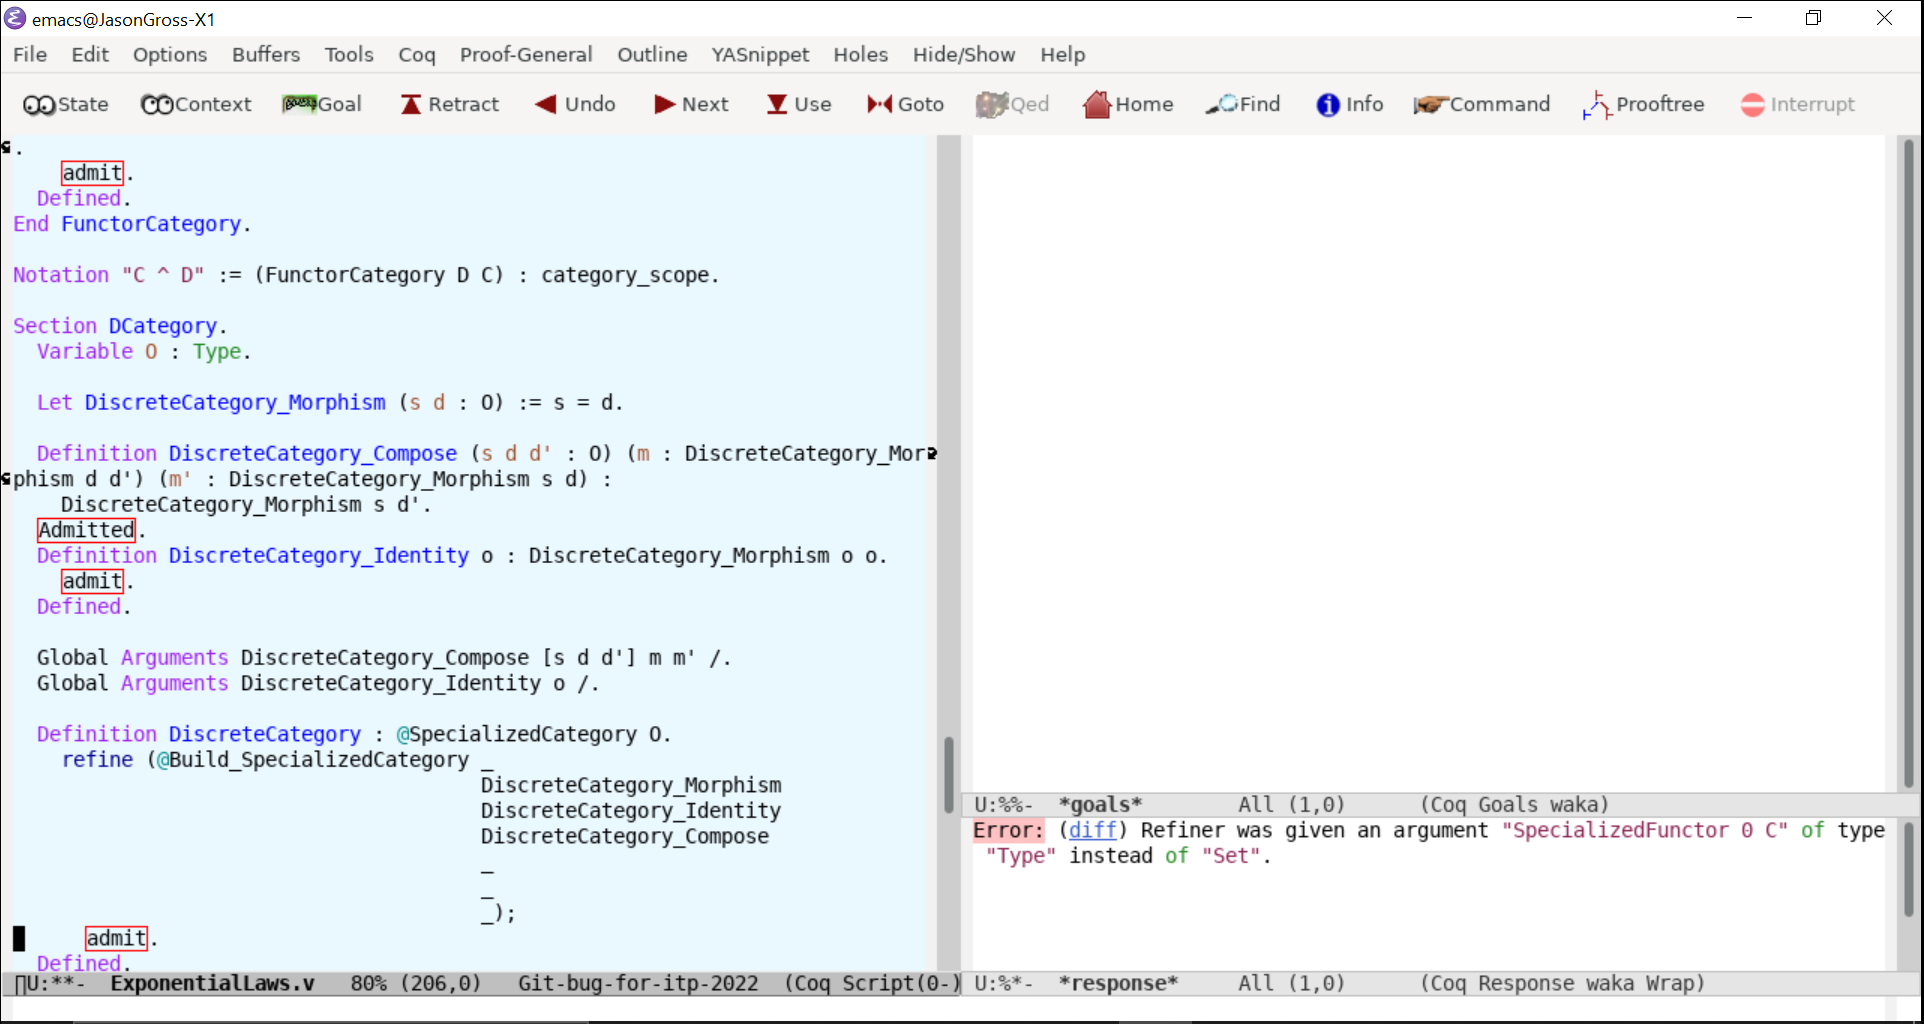 emacs@JasonGross-X1
File Edit Options Buffers Tools Coq Proof-General Outline YASnippet Holes Hide/Show Help
State Context Goal Retract Undo Next Use Goto Qed Home Find Info Command Prooftree Interrupt
.
    admit.
  Defined.
End FunctorCategory.
Notation "C ^ D" := (FunctorCategory D C) : category_scope.
Section DCategory.
  Variable O : Type.
  Let DiscreteCategory_Morphism (s d : O) := s = d.
  Definition DiscreteCategory_Compose (s d d' : O) (m : DiscreteCategory_Mor
phism d d') (m' : DiscreteCategory_Morphism s d) :
    DiscreteCategory_Morphism s d'.
  Admitted.
  Definition DiscreteCategory_Identity o : DiscreteCategory_Morphism o o.
    admit.
  Defined.
  Global Arguments DiscreteCategory_Compose [s d d'] m m' /.
  Global Arguments DiscreteCategory_Identity o /.
  Definition DiscreteCategory : @SpecializedCategory O.
    refine (@Build_SpecializedCategory _
                                       DiscreteCategory_Morphism
                                       DiscreteCategory_Identity
                                       DiscreteCategory_Compose
                                       _
                                       _
                                       _);
      admit.
  Defined.
U:**-  ExponentialLaws.v   80% (206,0)   Git-bug-for-itp-2022  (Coq Script(0-)
U:%%-  *goals*        All (1,0)      (Coq Goals waka)
Error: (diff) Refiner was given an argument "SpecializedFunctor 0 C" of type
 "Type" instead of "Set".
U:%*-  *response*     All (1,0)      (Coq Response waka Wrap)